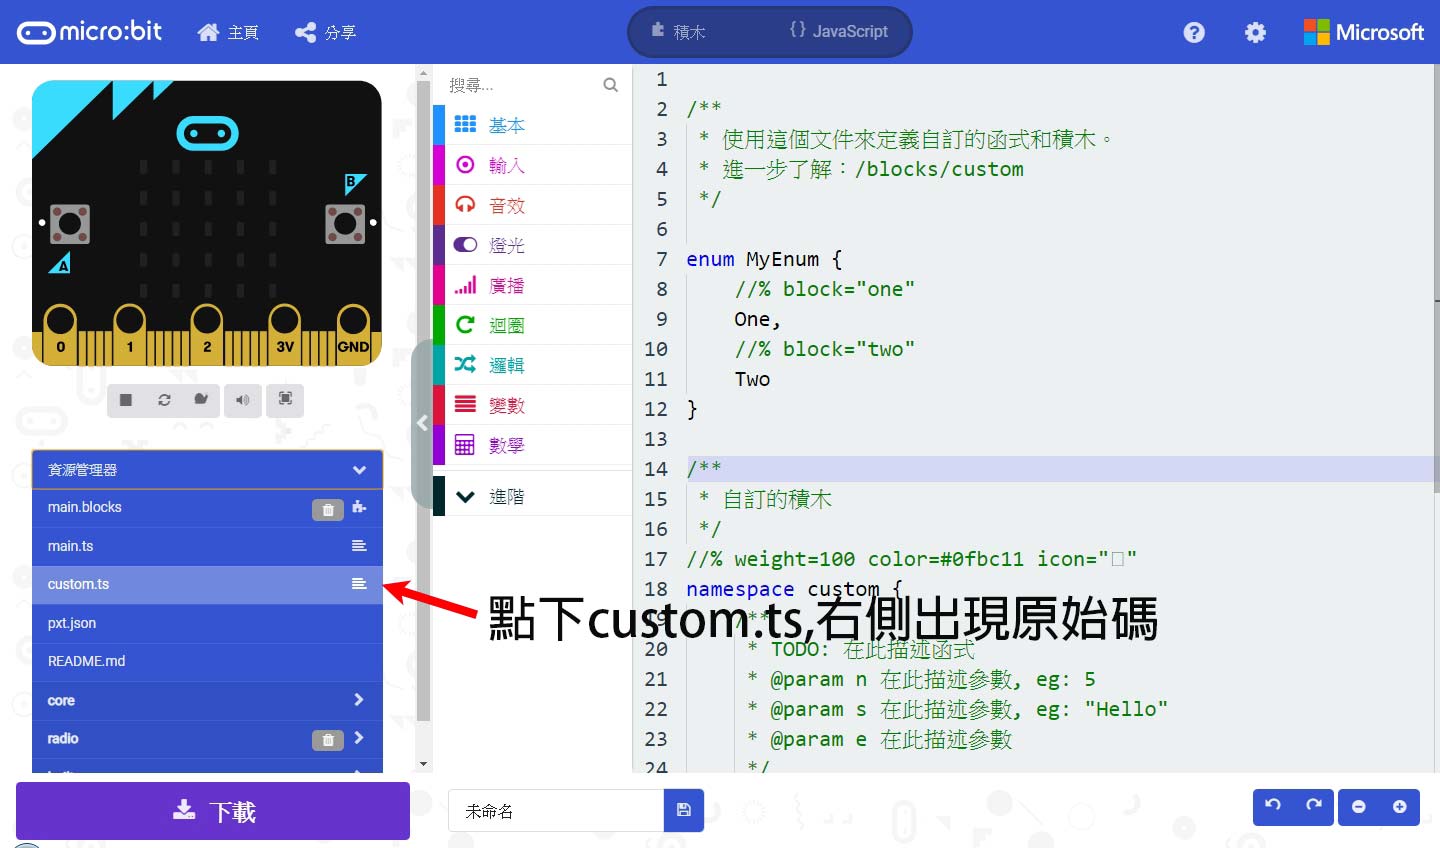 micro:bit 主頁 分享 積木 {} JavaScript ? Microsoft
B
A
0 1 2 3V GND
資源管理器
main.blocks
main.ts
custom.ts
pxt.json
README.md
core
radio
搜尋...
基本
輸入
音效
燈光
廣播
迴圈
邏輯
變數
數學
進階
1
2 /**
3 * 使用這個文件來定義自訂的函式和積木。
4 * 進一步了解：/blocks/custom
5 */
6
7 enum MyEnum {
8 //% block="one"
9 One,
10 //% block="two"
11 Two
12 }
13
14 /**
15 * 自訂的積木
16 */
17 //% weight=100 color=#0fbc11 icon="□"
18 namespace custom {
19 /**
點下custom.ts,右側出現原始碼
20 * TODO: 在此描述函式
21 * @param n 在此描述參數, eg: 5
22 * @param s 在此描述參數, eg: "Hello"
23 * @param e 在此描述參數
24 */
下載
未命名